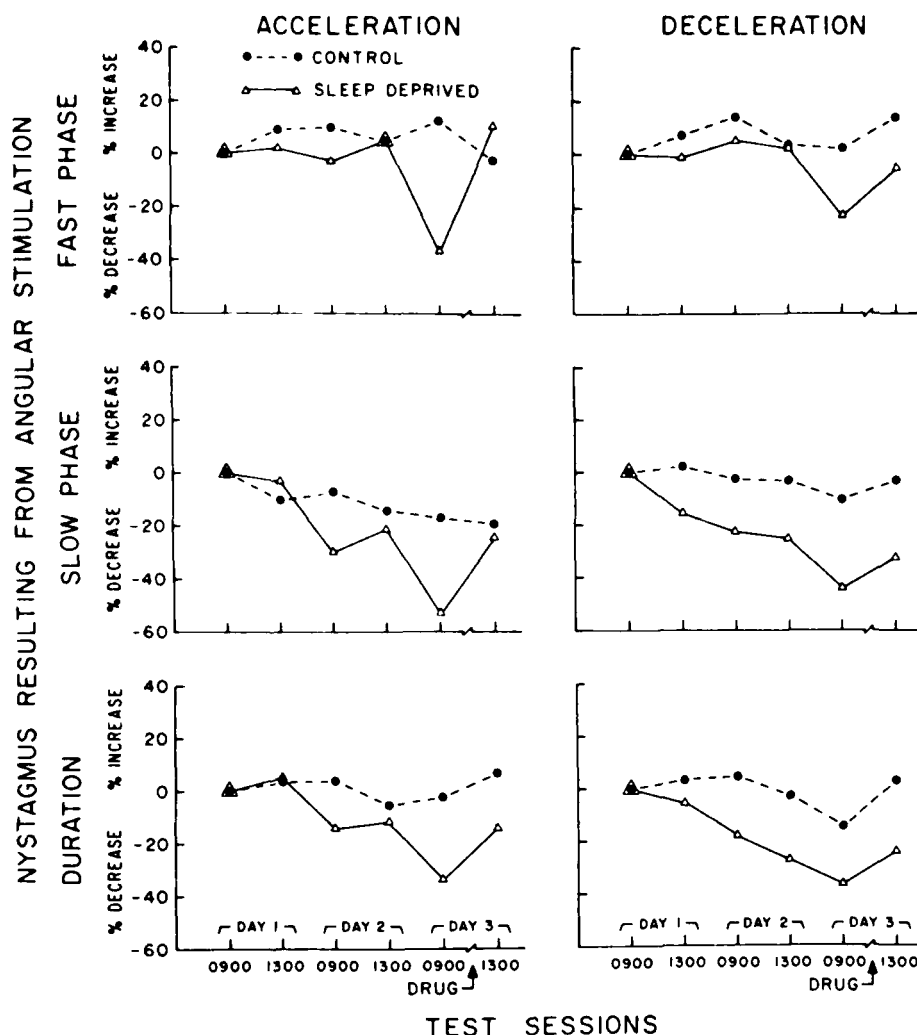 ACCELERATION
DECELERATION
CONTROL
SLEEP DEPRIVED
NYSTAGMUS RESULTING FROM ANGULAR STIMULATION
FAST PHASE
% INCREASE
% DECREASE
40
20
0
-20
-40
-60
SLOW PHASE
% INCREASE
% DECREASE
40
20
0
-20
-40
-60
DURATION
% INCREASE
% DECREASE
40
20
0
-20
-40
-60
DAY 1 DAY 2 DAY 3
0900 1300 0900 1300 0900 1300
DRUG
DAY 1 DAY 2 DAY 3
0900 1300 0900 1300 0900 1300
DRUG
TEST SESSIONS